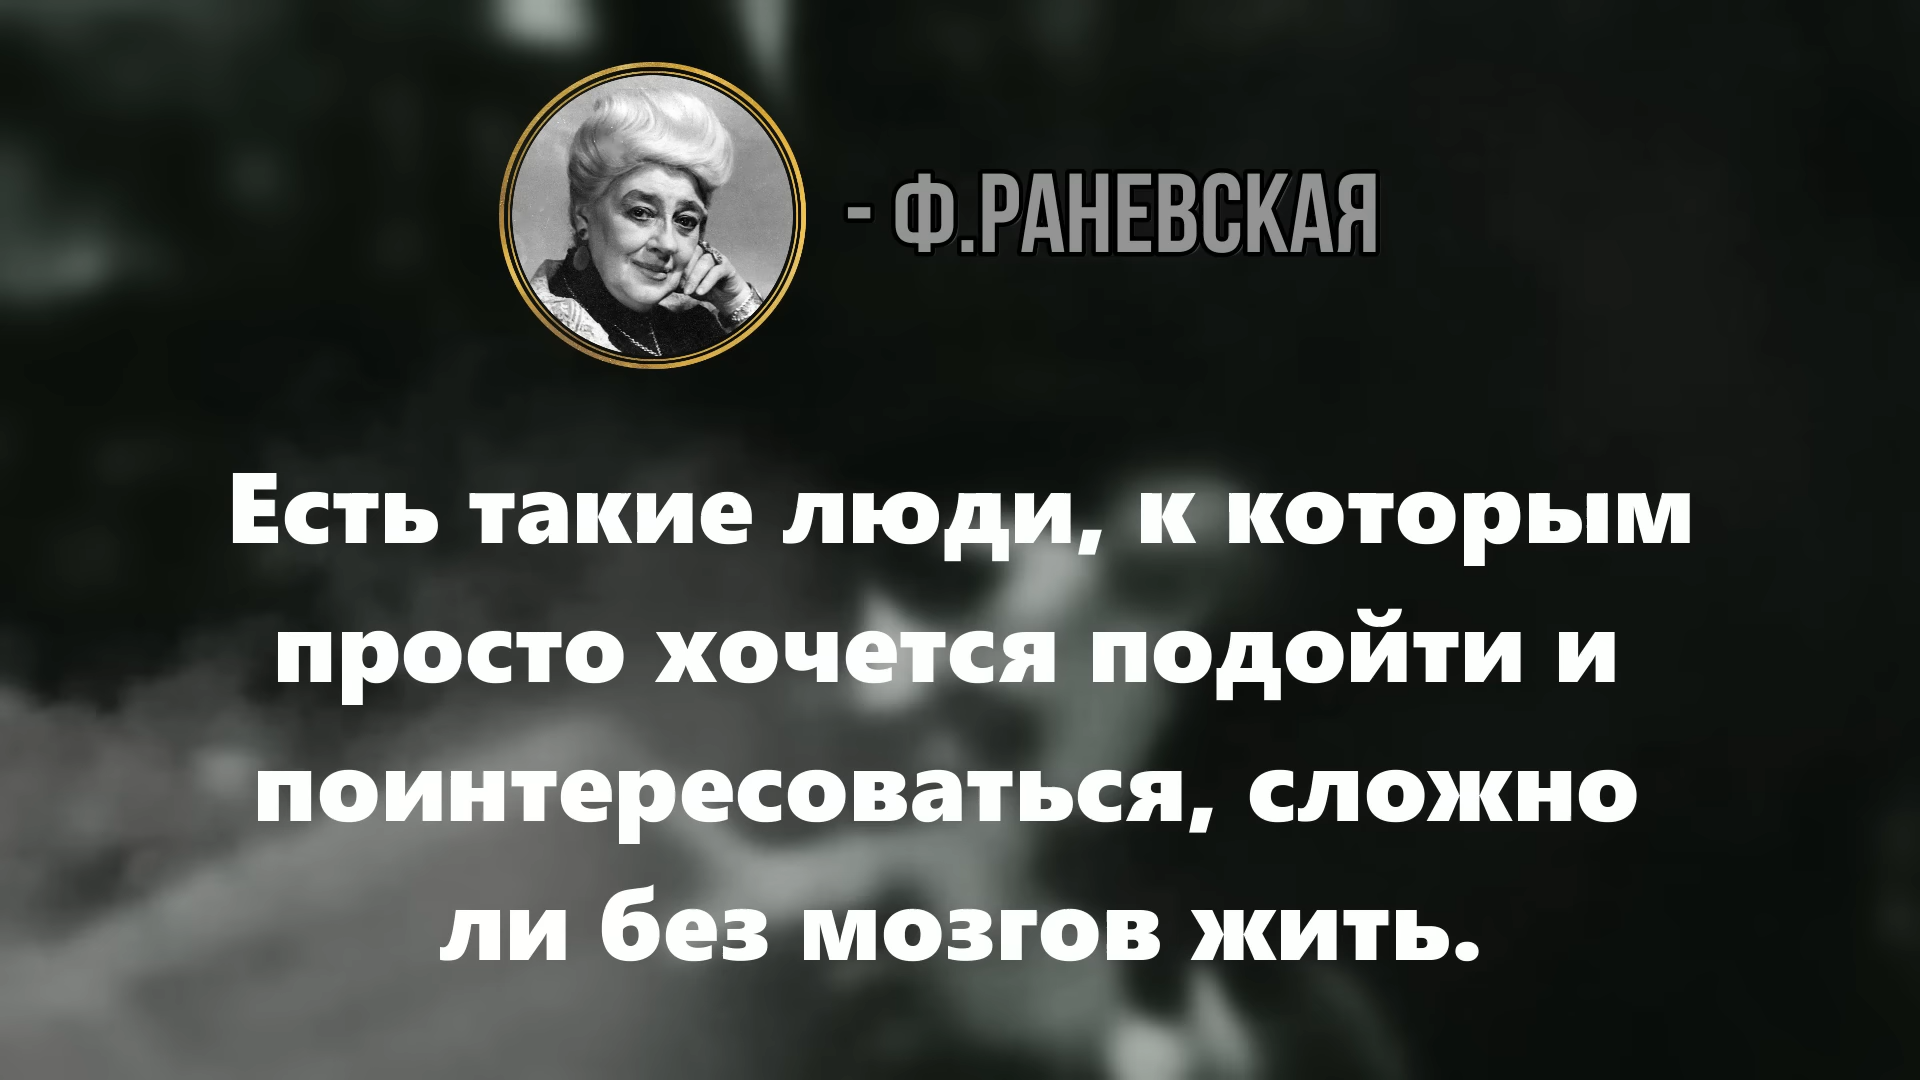 - Ф.РАНЕВСКАЯ
Есть такие люди, к которым
просто хочется подойти и
поинтересоваться, сложно
ли без мозгов жить.